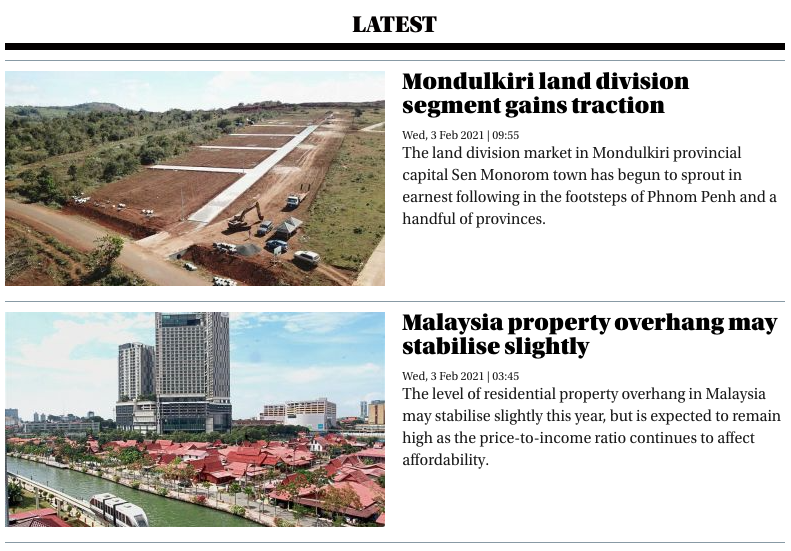 LATEST
Mondulkiri land division
segment gains traction
Wed, 3 Feb 2021 | 09:55
The land division market in Mondulkiri provincial
capital Sen Monorom town has begun to sprout in
earnest following in the footsteps of Phnom Penh and a
handful of provinces.
Malaysia property overhang may
stabilise slightly
Wed, 3 Feb 2021 | 03:45
The level of residential property overhang in Malaysia
may stabilise slightly this year, but is expected to remain
high as the price-to-income ratio continues to affect
affordability.